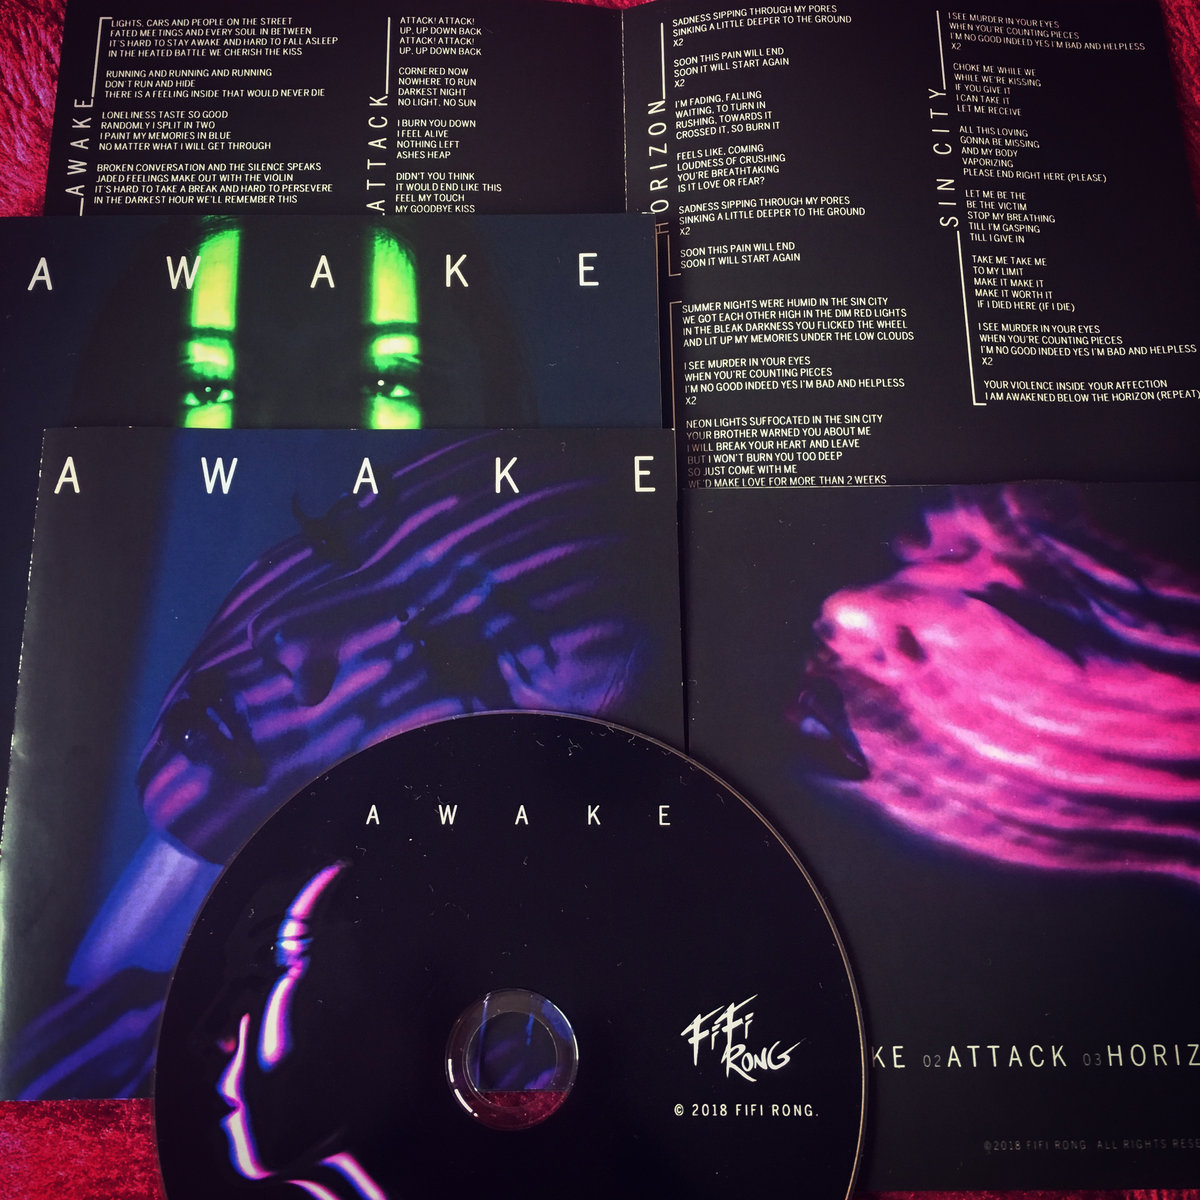 AWAKE
LIGHTS, CARS AND PEOPLE ON THE STREET
FATED MEETINGS AND EVERY SOUL IN BETWEEN
IT'S HARD TO STAY AWAKE AND HARD TO FALL ASLEEP
IN THE HEATED BATTLE WE CHERISH THE KISS
RUNNING AND RUNNING AND RUNNING
DON'T RUN AND HIDE
THERE IS A FEELING INSIDE THAT WOULD NEVER DIE
LONELINESS TASTE SO GOOD
RANDOMLY I SPLIT IN TWO
I PAINT MY MEMORIES IN BLUE
NO MATTER WHAT I WILL GET THROUGH
BROKEN CONVERSATION AND THE SILENCE SPEAKS
JADED FEELINGS MAKE OUT WITH THE VIOLIN
IT'S HARD TO TAKE A BREAK AND HARD TO PERSEVERE
IN THE DARKEST HOUR WE'LL REMEMBER THIS
ATTACK
ATTACK! ATTACK!
UP, UP DOWN BACK
ATTACK! ATTACK!
UP, UP DOWN BACK
CORNERED NOW
NOWHERE TO RUN
DARKEST NIGHT
NO LIGHT, NO SUN
I BURN YOU DOWN
I FEEL ALIVE
NOTHING LEFT
ASHES HEAP
DIDN'T YOU THINK
IT WOULD END LIKE THIS
FEEL MY TOUCH
MY GOODBYE KISS
HORIZON
SADNESS SIPPING THROUGH MY PORES
SINKING A LITTLE DEEPER TO THE GROUND
X2
SOON THIS PAIN WILL END
SOON IT WILL START AGAIN
X2
I'M FADING, FALLING
WAITING, TO TURN IN
RUSHING, TOWARDS IT
CROSSED IT, SO BURN IT
FEELS LIKE, COMING
LOUDNESS OF CRUSHING
YOU'RE BREATHTAKING
IS IT LOVE OR FEAR?
SADNESS SIPPING THROUGH MY PORES
SINKING A LITTLE DEEPER TO THE GROUND
X2
SOON THIS PAIN WILL END
SOON IT WILL START AGAIN
SUMMER NIGHTS WERE HUMID IN THE SIN CITY
WE GOT EACH OTHER HIGH IN THE DIM RED LIGHTS
IN THE BLEAK DARKNESS YOU FLICKED THE WHEEL
AND LIT UP MY MEMORIES UNDER THE LOW CLOUDS
I SEE MURDER IN YOUR EYES
WHEN YOU'RE COUNTING PIECES
I'M NO GOOD INDEED YES I'M BAD AND HELPLESS
X2
NEON LIGHTS SUFFOCATED IN THE SIN CITY
YOUR BROTHER WARNED YOU ABOUT ME
I WILL BREAK YOUR HEART AND LEAVE
BUT I WON'T BURN YOU TOO DEEP
SO JUST COME WITH ME
WE'D MAKE LOVE FOR MORE THAN 2 WEEKS
SIN CITY
I SEE MURDER IN YOUR EYES
WHEN YOU'RE COUNTING PIECES
I'M NO GOOD INDEED YES I'M BAD AND HELPLESS
X2
CHOKE ME WHILE WE
WHILE WE'RE KISSING
IF YOU GIVE IT
I CAN TAKE IT
LET ME RECEIVE
ALL THIS LOVING
GONNA BE MISSING
AND MY BODY
VAPORIZING
PLEASE END RIGHT HERE (PLEASE)
LET ME BE THE
BE THE VICTIM
STOP MY BREATHING
TILL I'M GASPING
TILL I GIVE IN
TAKE ME TAKE ME
TO MY LIMIT
MAKE IT MAKE IT
MAKE IT WORTH IT
IF I DIED HERE (IF I DIE)
I SEE MURDER IN YOUR EYES
WHEN YOU'RE COUNTING PIECES
I'M NO GOOD INDEED YES I'M BAD AND HELPLESS
X2
YOUR VIOLENCE INSIDE YOUR AFFECTION
I AM AWAKENED BELOW THE HORIZON (REPEAT)
AWAKE
AWAKE
AWAKE
FiFi
RONG
© 2018 FIFI RONG.
KE 02 ATTACK 03 HORIZ
©2018 FIFI RONG. ALL RIGHTS RESE